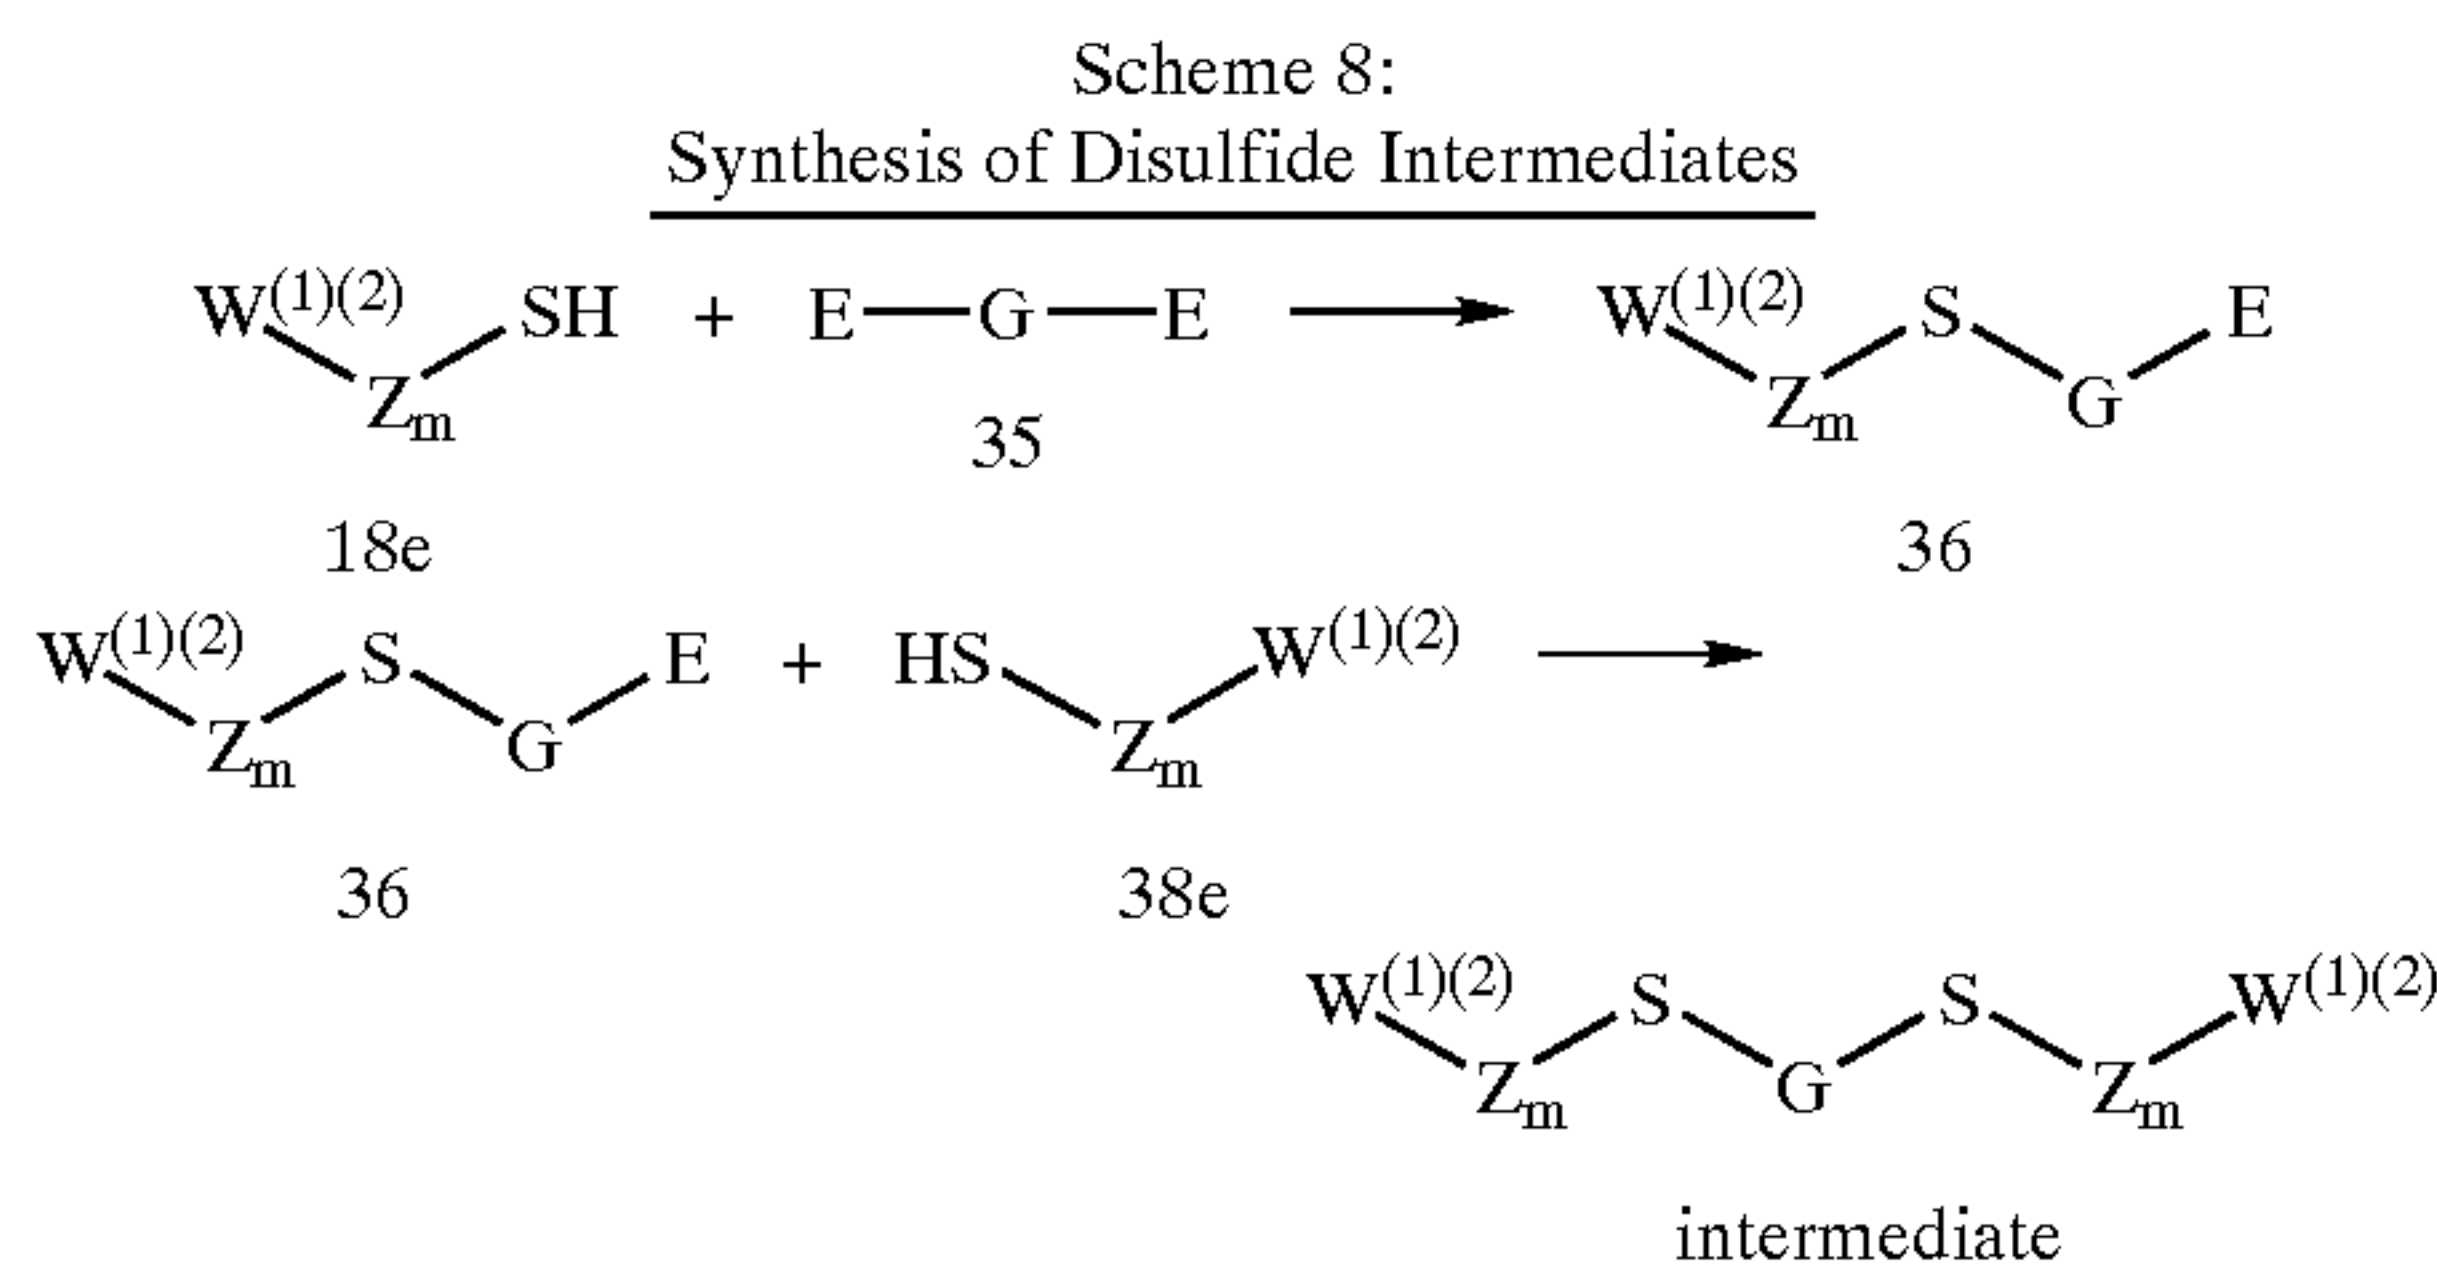 Scheme 8:
Synthesis of Disulfide Intermediates
W(1)(2) Zm SH + E—G—E → W(1)(2) Zm S G E
18e 35 36
W(1)(2) Zm S G E + HS Zm W(1)(2) →
36 38e
W(1)(2) Zm S G S Zm W(1)(2)
intermediate